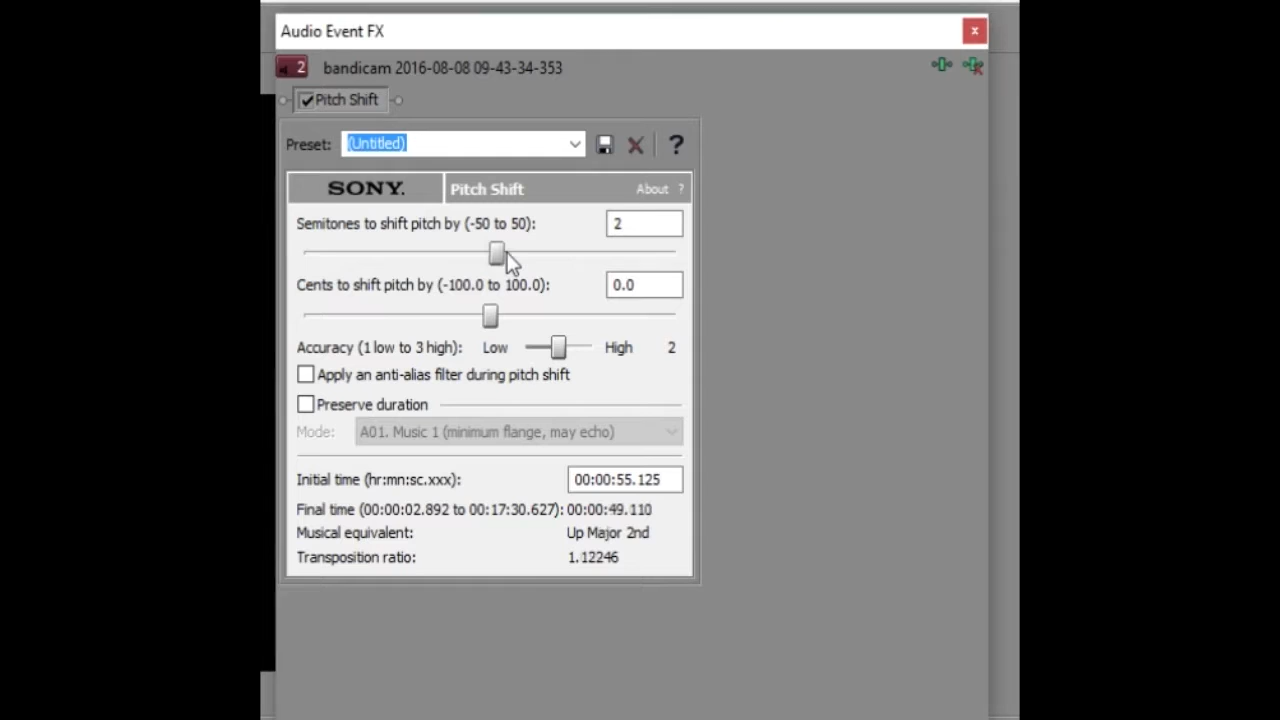 Audio Event FX x
2 bandicam 2016-08-08 09-43-34-353
Pitch Shift
Preset: (Untitled) ?
SONY. Pitch Shift About ?
Semitones to shift pitch by (-50 to 50): 2
Cents to shift pitch by (-100.0 to 100.0): 0.0
Accuracy (1 low to 3 high): Low High 2
Apply an anti-alias filter during pitch shift
Preserve duration
Mode: A01. Music 1 (minimum flange, may echo)
Initial time (hr:mn:sc.xxx): 00:00:55.125
Final time (00:00:02.892 to 00:17:30.627): 00:00:49.110
Musical equivalent: Up Major 2nd
Transposition ratio: 1.12246